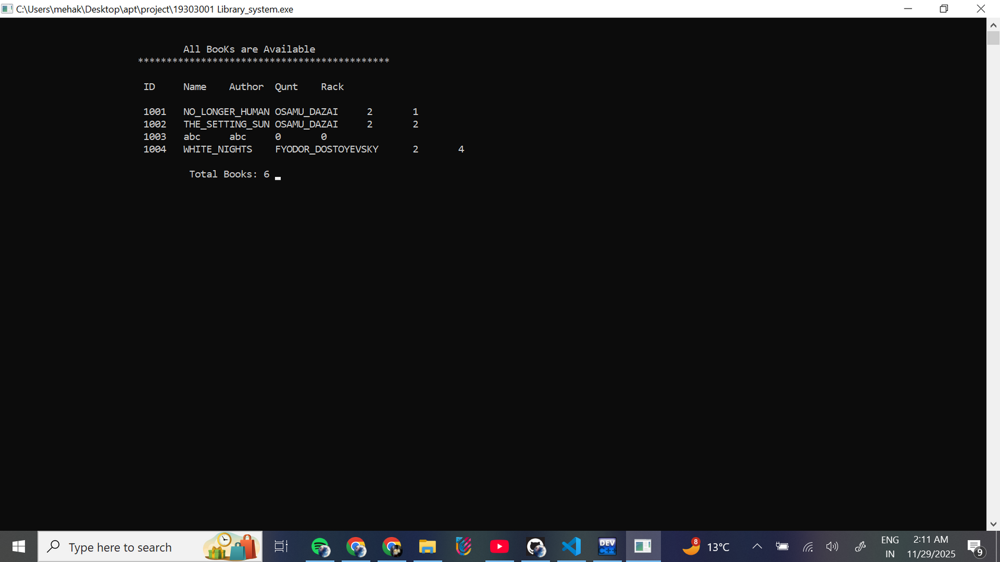 C:\Users\mehak\Desktop\apt\project\19303001 Library_system.exe
All BooKs are Available
********************************************
ID Name Author Qunt Rack
1001 NO_LONGER_HUMAN OSAMU_DAZAI 2 1
1002 THE_SETTING_SUN OSAMU_DAZAI 2 2
1003 abc abc 0 0
1004 WHITE_NIGHTS FYODOR_DOSTOYEVSKY 2 4
Total Books: 6
Type here to search
DEV
C++
8
13°C
ENG
IN
2:11 AM
11/29/2025
9